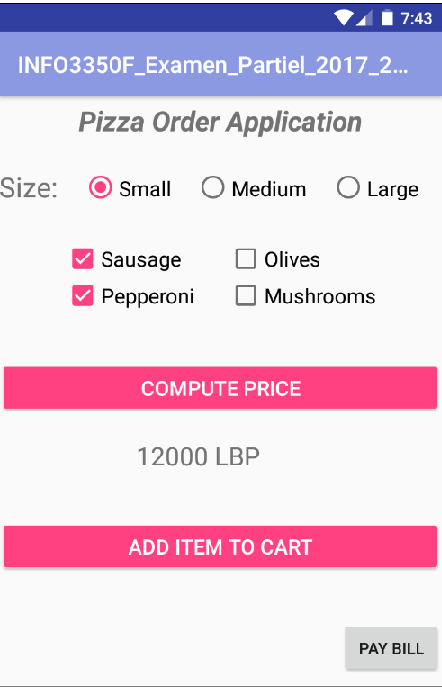 7:43
INFO3350F_Examen_Partiel_2017_2...
Pizza Order Application
Size: Small Medium Large
Sausage Olives
Pepperoni Mushrooms
COMPUTE PRICE
12000 LBP
ADD ITEM TO CART
PAY BILL